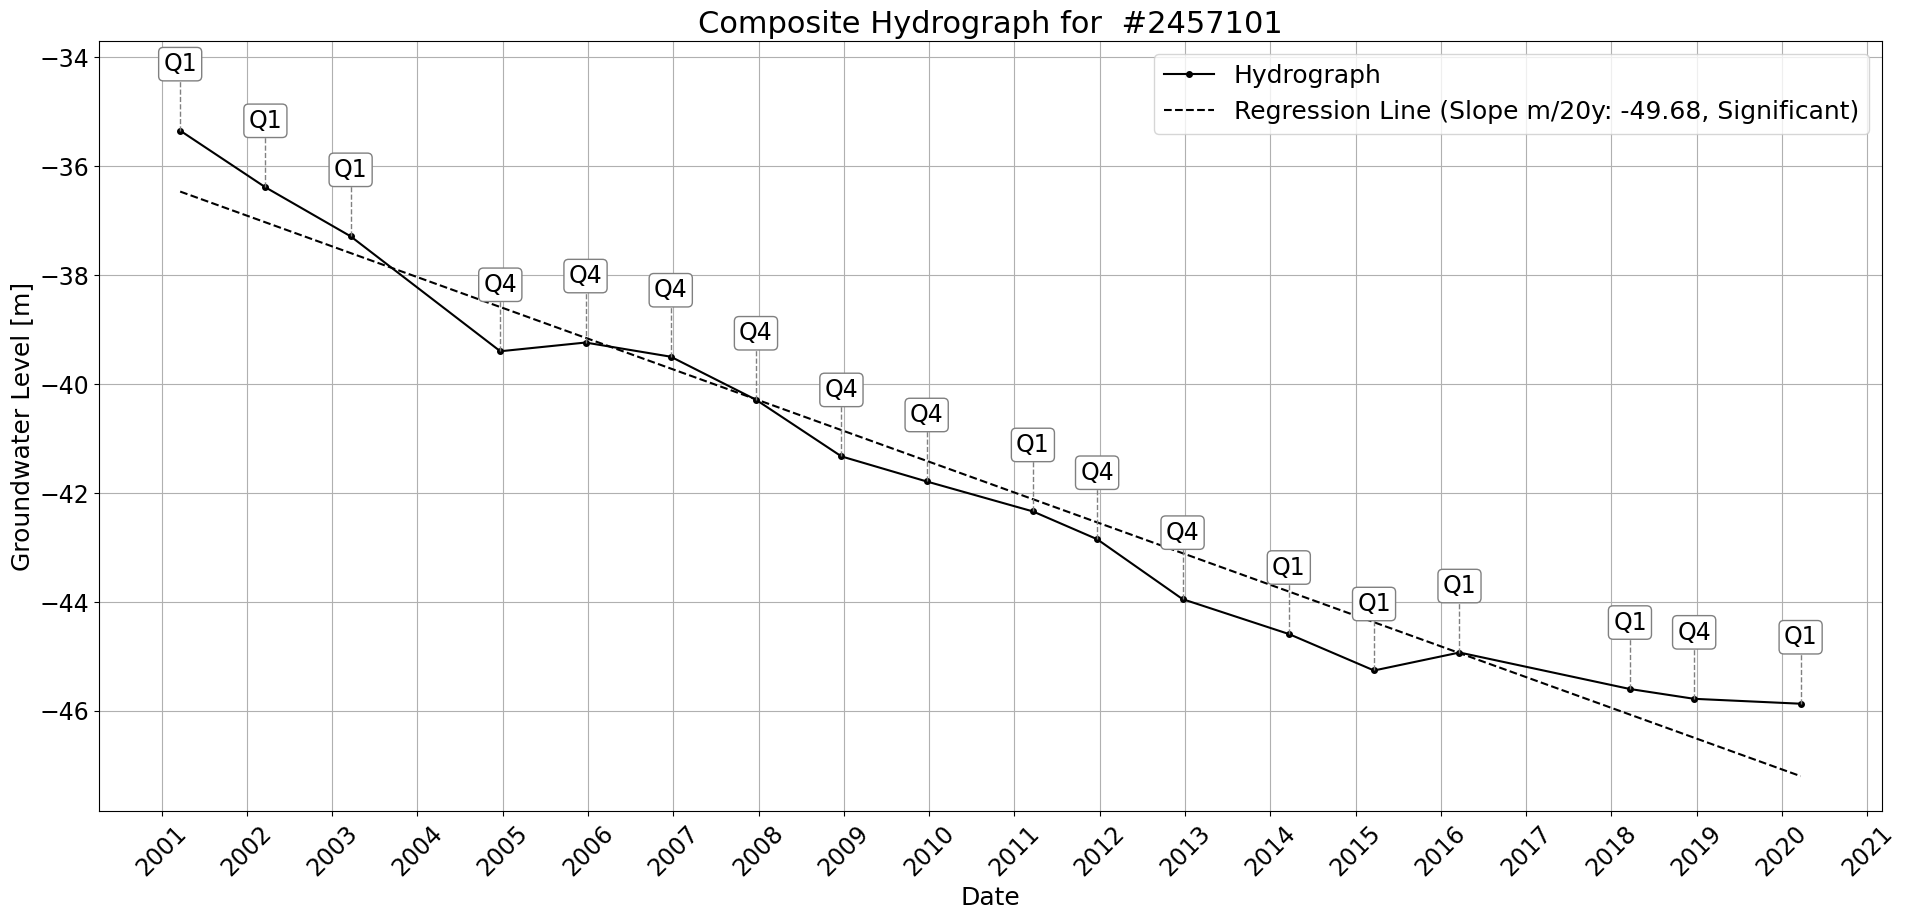 Composite Hydrograph for  #2457101
Hydrograph
Regression Line (Slope m/20y: -49.68, Significant)
Groundwater Level [m]
−34
−36
−38
−40
−42
−44
−46
Q1
Q1
Q1
Q4
Q4
Q4
Q4
Q4
Q4
Q1
Q4
Q4
Q1
Q1
Q1
Q1
Q4
Q1
2001
2002
2003
2004
2005
2006
2007
2008
2009
2010
2011
2012
2013
2014
2015
2016
2017
2018
2019
2020
2021
Date